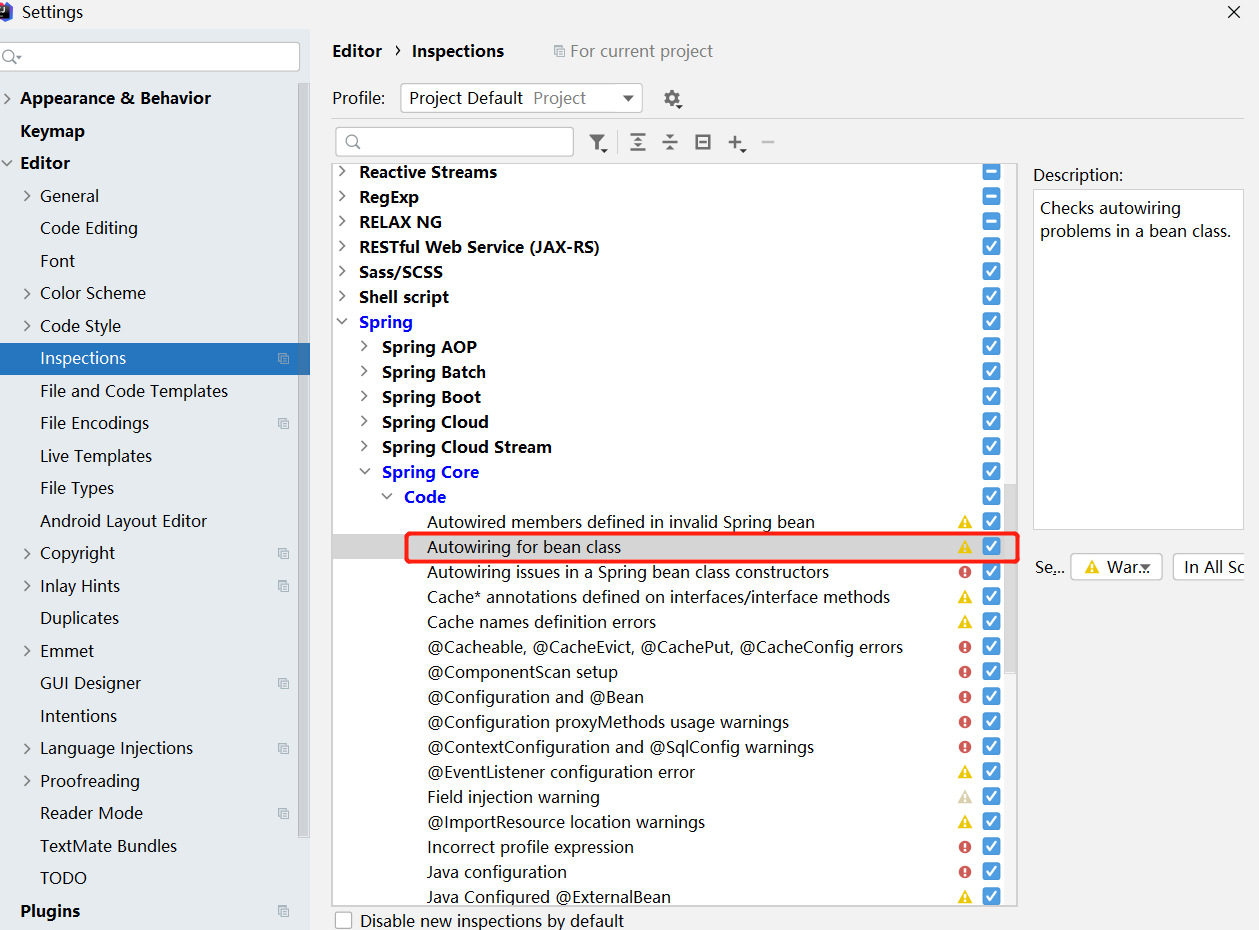 Settings
Editor › Inspections For current project
Profile: Project Default Project
Appearance & Behavior
Keymap
Editor
General
Code Editing
Font
Color Scheme
Code Style
Inspections
File and Code Templates
File Encodings
Live Templates
File Types
Android Layout Editor
Copyright
Inlay Hints
Duplicates
Emmet
GUI Designer
Intentions
Language Injections
Proofreading
Reader Mode
TextMate Bundles
TODO
Plugins
Reactive Streams
RegExp
RELAX NG
RESTful Web Service (JAX-RS)
Sass/SCSS
Shell script
Spring
Spring AOP
Spring Batch
Spring Boot
Spring Cloud
Spring Cloud Stream
Spring Core
Code
Autowired members defined in invalid Spring bean
Autowiring for bean class
Autowiring issues in a Spring bean class constructors
Cache* annotations defined on interfaces/interface methods
Cache names definition errors
@Cacheable, @CacheEvict, @CachePut, @CacheConfig errors
@ComponentScan setup
@Configuration and @Bean
@Configuration proxyMethods usage warnings
@ContextConfiguration and @SqlConfig warnings
@EventListener configuration error
Field injection warning
@ImportResource location warnings
Incorrect profile expression
Java configuration
Java Configured @ExternalBean
Disable new inspections by default
Description:
Checks autowiring
problems in a bean class.
Se... War... In All Sc